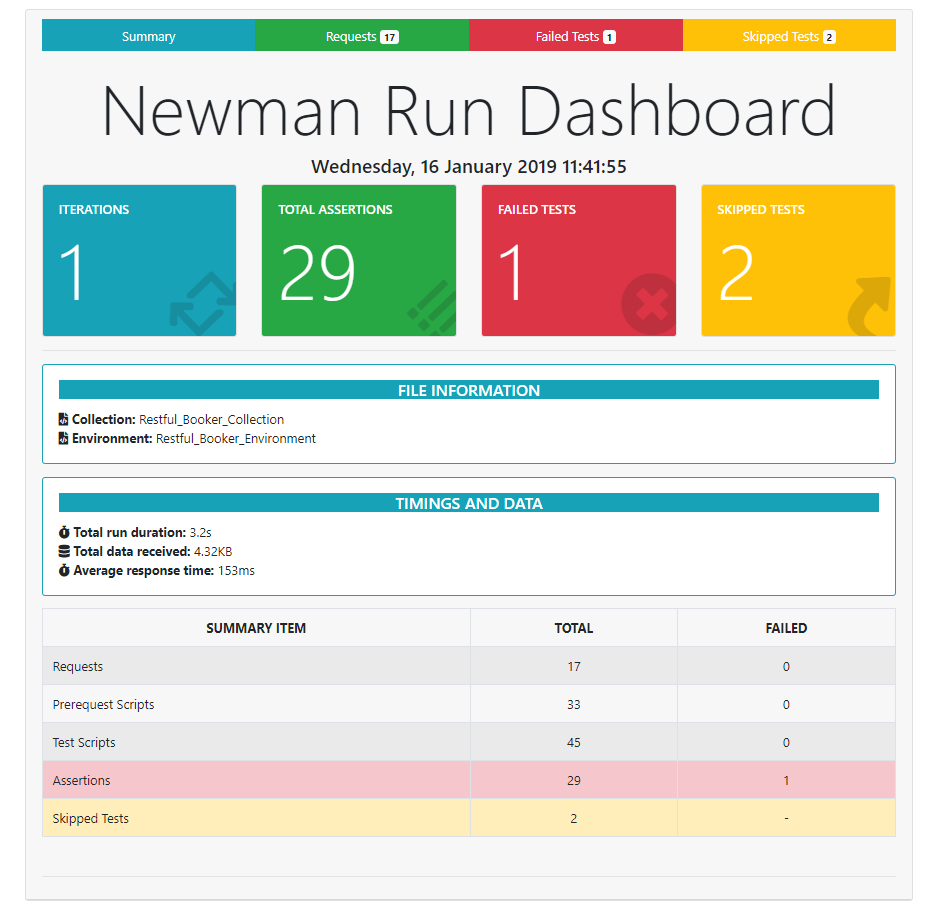 Summary Requests 17 Failed Tests 1 Skipped Tests 2
Newman Run Dashboard
Wednesday, 16 January 2019 11:41:55
ITERATIONS
1
TOTAL ASSERTIONS
29
FAILED TESTS
1
SKIPPED TESTS
2
FILE INFORMATION
Collection: Restful_Booker_Collection
Environment: Restful_Booker_Environment
TIMINGS AND DATA
Total run duration: 3.2s
Total data received: 4.32KB
Average response time: 153ms
SUMMARY ITEM TOTAL FAILED
Requests 17 0
Prerequest Scripts 33 0
Test Scripts 45 0
Assertions 29 1
Skipped Tests 2 -